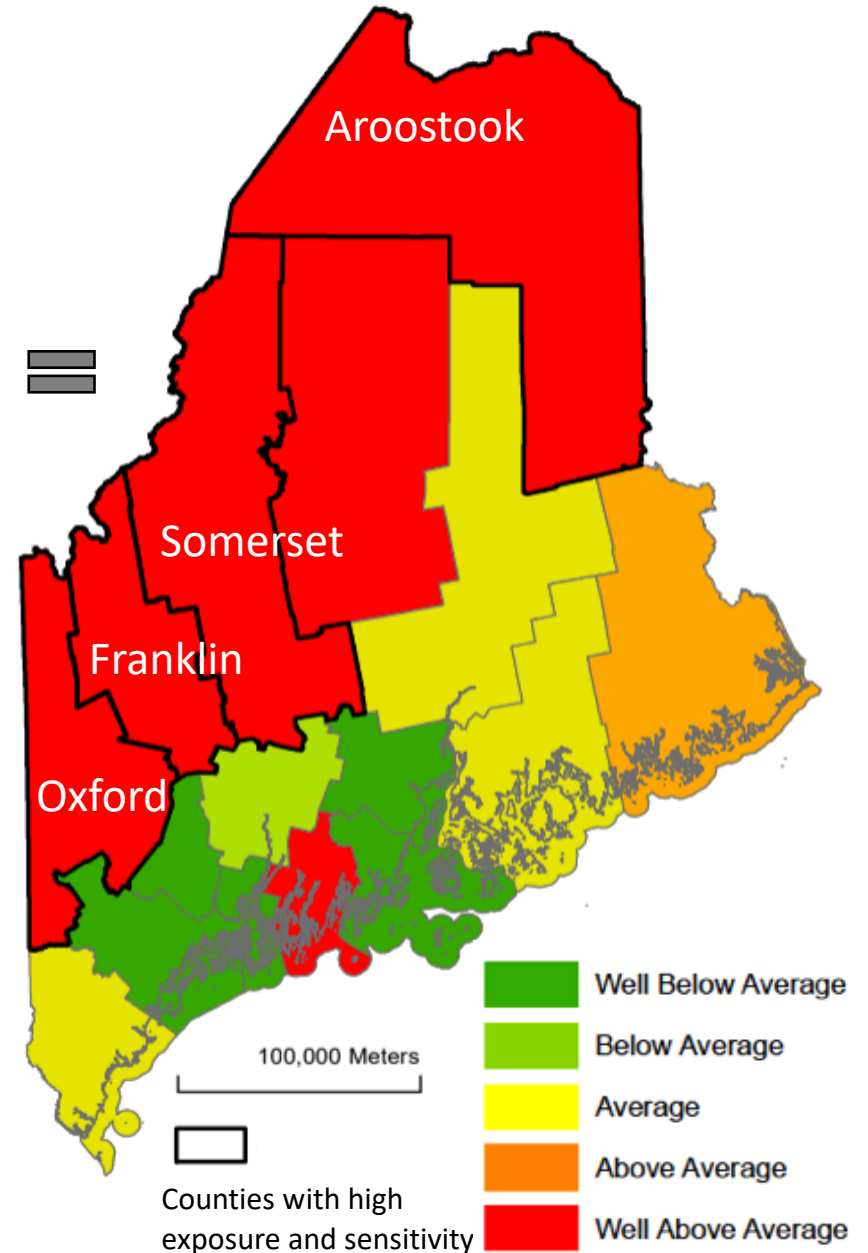 Aroostook
Somerset
Franklin
Oxford
100,000 Meters
Counties with high
exposure and sensitivity
Well Below Average
Below Average
Average
Above Average
Well Above Average